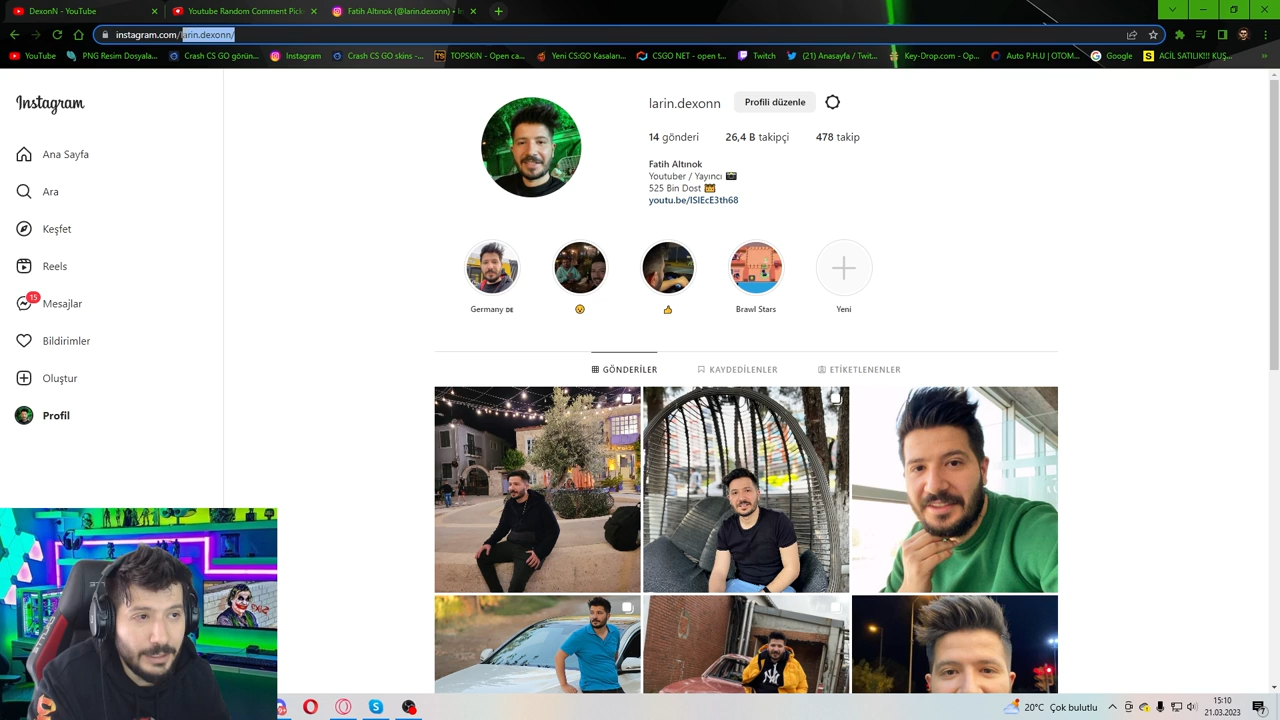 DexonN - YouTube
Youtube Random Comment Pick
Fatih Altınok (@larin.dexonn) •
instagram.com/larin.dexonn/
YouTube
PNG Resim Dosyala...
Crash CS GO görün...
Instagram
Crash CS GO skins -...
TOPSKIN - Open ca...
Yeni CS:GO Kasaları...
CSGO NET - open t...
Twitch
(21) Anasayfa / Twit...
Key-Drop.com - Op...
Auto P.H.U | OTOM...
Google
ACİL SATILIK!!! KUŞ...
»
Instagram
Ana Sayfa
Ara
Keşfet
Reels
15
Mesajlar
Bildirimler
Oluştur
Profil
larin.dexonn
Profili düzenle
14 gönderi
26,4 B takipçi
478 takip
Fatih Altınok
Youtuber / Yayıncı
525 Bin Dost
youtu.be/ISlEcE3th68
Germany DE
Brawl Stars
Yeni
GÖNDERİLER
KAYDEDİLENLER
ETİKETLENENLER
20°C Çok bulutlu
15:10
21.03.2023